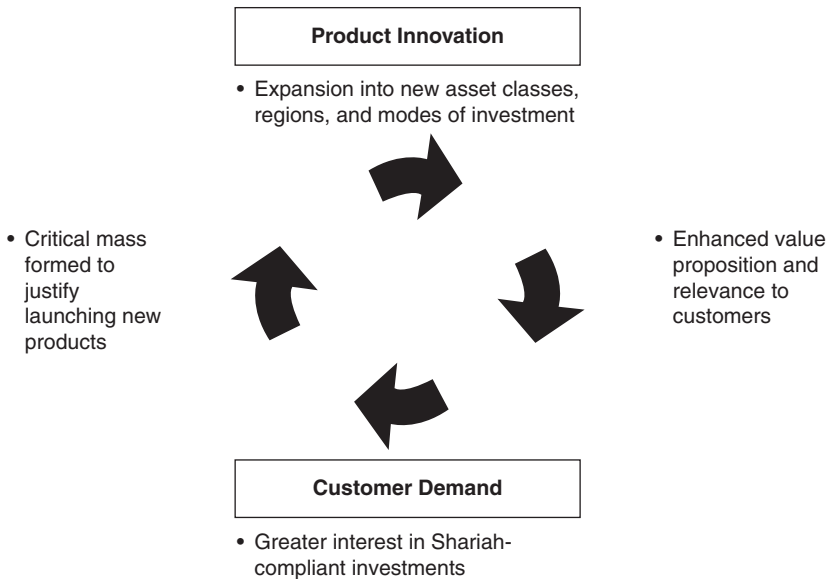 Product Innovation
• Expansion into new asset classes,
regions, and modes of investment
• Critical mass
formed to
justify
launching new
products
• Enhanced value
proposition and
relevance to
customers
Customer Demand
• Greater interest in Shariah-
compliant investments